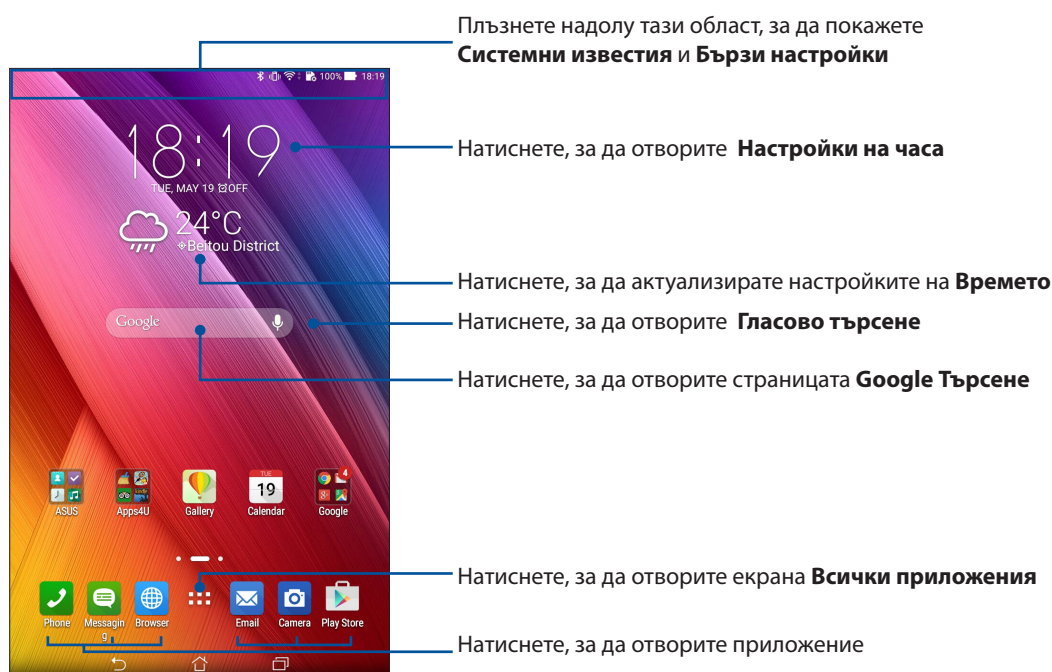 Плъзнете надолу тази област, за да покажете
Системни известия и Бързи настройки
100% 18:19
18:19
Натиснете, за да отворите Настройки на часа
TUE, MAY 19 OFF
24°C
Beitou District
Натиснете, за да актуализирате настройките на Времето
Google
Натиснете, за да отворите Гласово търсене
Натиснете, за да отворите страницата Google Търсене
TUE
19
4
ASUS Apps4U Gallery Calendar Google
Натиснете, за да отворите екрана Всички приложения
Phone Messagin Browser Email Camera Play Store
g
Натиснете, за да отворите приложение